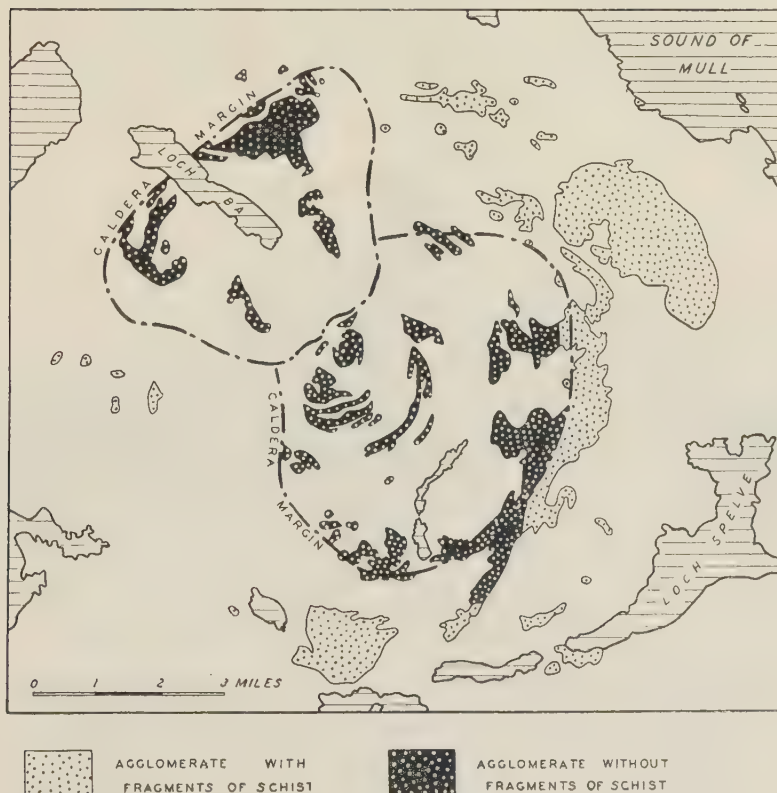 SOUND OF
MULL
MARGIN
LOCH
BA
CALDERA
CALDERA
MARGIN
LOCH SPELVE
0 1 2 3 MILES
AGGLOMERATE WITH
FRAGMENTS OF SCHIST
AGGLOMERATE WITHOUT
FRAGMENTS OF SCHIST